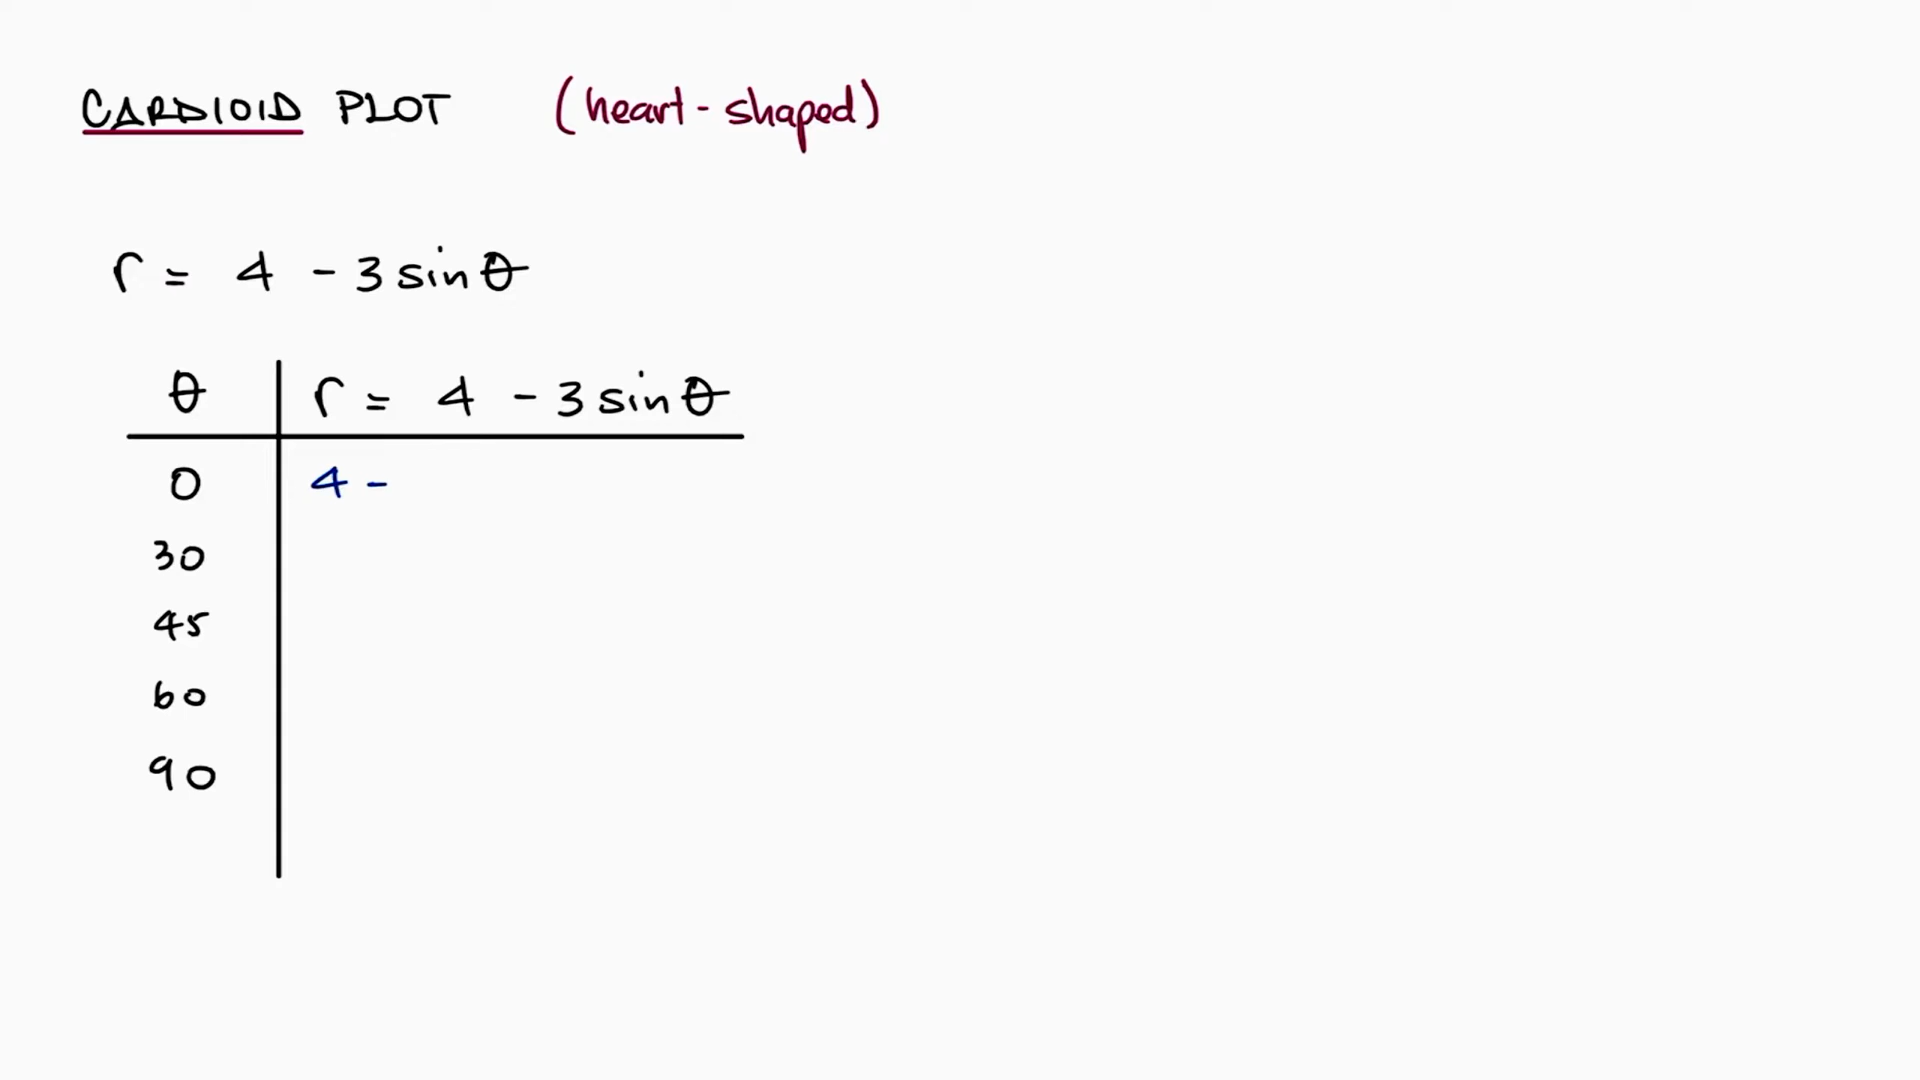 CARDIOID PLOT (heart-shaped)
r = 4 - 3 sin θ
θ r = 4 - 3 sin θ
0 4 -
30
45
60
90